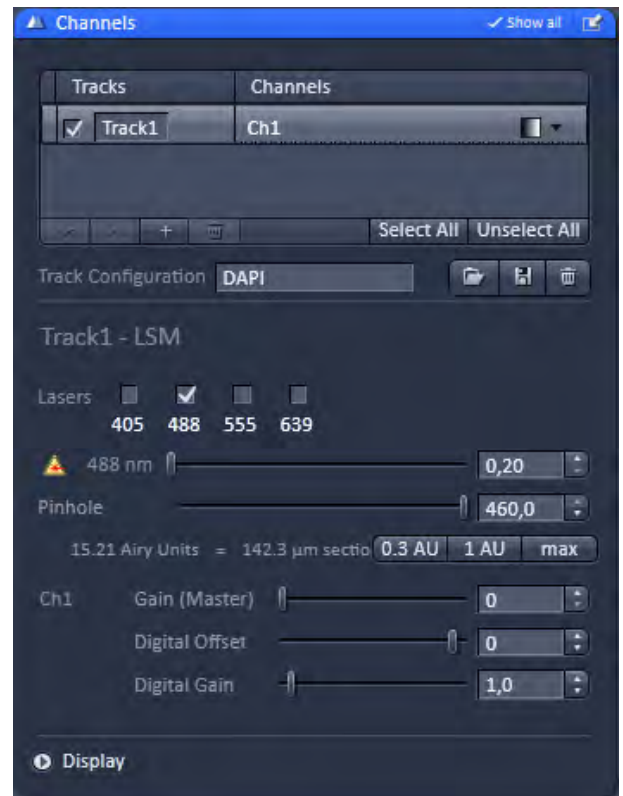 Channels Show all
Tracks Channels
Track1 Ch1
+ Select All Unselect All
Track Configuration DAPI
Track1 - LSM
Lasers
405 488 555 639
488 nm 0,20
Pinhole 460,0
15.21 Airy Units = 142.3 µm sectio 0.3 AU 1 AU max
Ch1 Gain (Master) 0
Digital Offset 0
Digital Gain 1,0
Display